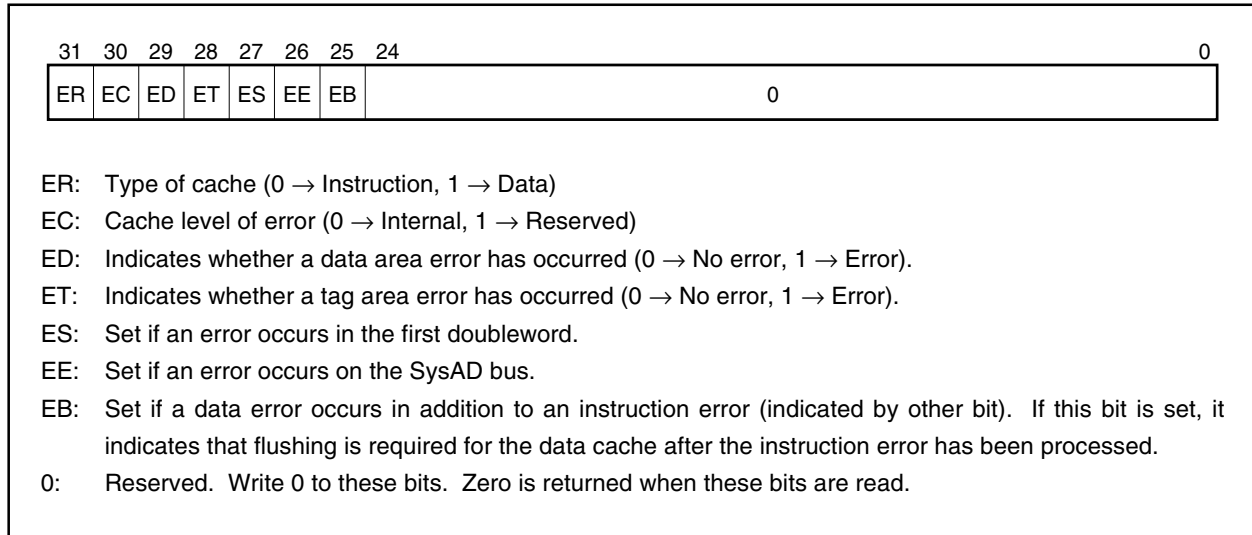 31 30 29 28 27 26 25 24 0
ER EC ED ET ES EE EB 0
ER: Type of cache (0 → Instruction, 1 → Data)
EC: Cache level of error (0 → Internal, 1 → Reserved)
ED: Indicates whether a data area error has occurred (0 → No error, 1 → Error).
ET: Indicates whether a tag area error has occurred (0 → No error, 1 → Error).
ES: Set if an error occurs in the first doubleword.
EE: Set if an error occurs on the SysAD bus.
EB: Set if a data error occurs in addition to an instruction error (indicated by other bit). If this bit is set, it
indicates that flushing is required for the data cache after the instruction error has been processed.
0: Reserved. Write 0 to these bits. Zero is returned when these bits are read.